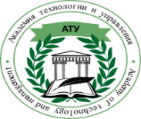 Академия технологии и управления
АТУ
Academy of technology and management